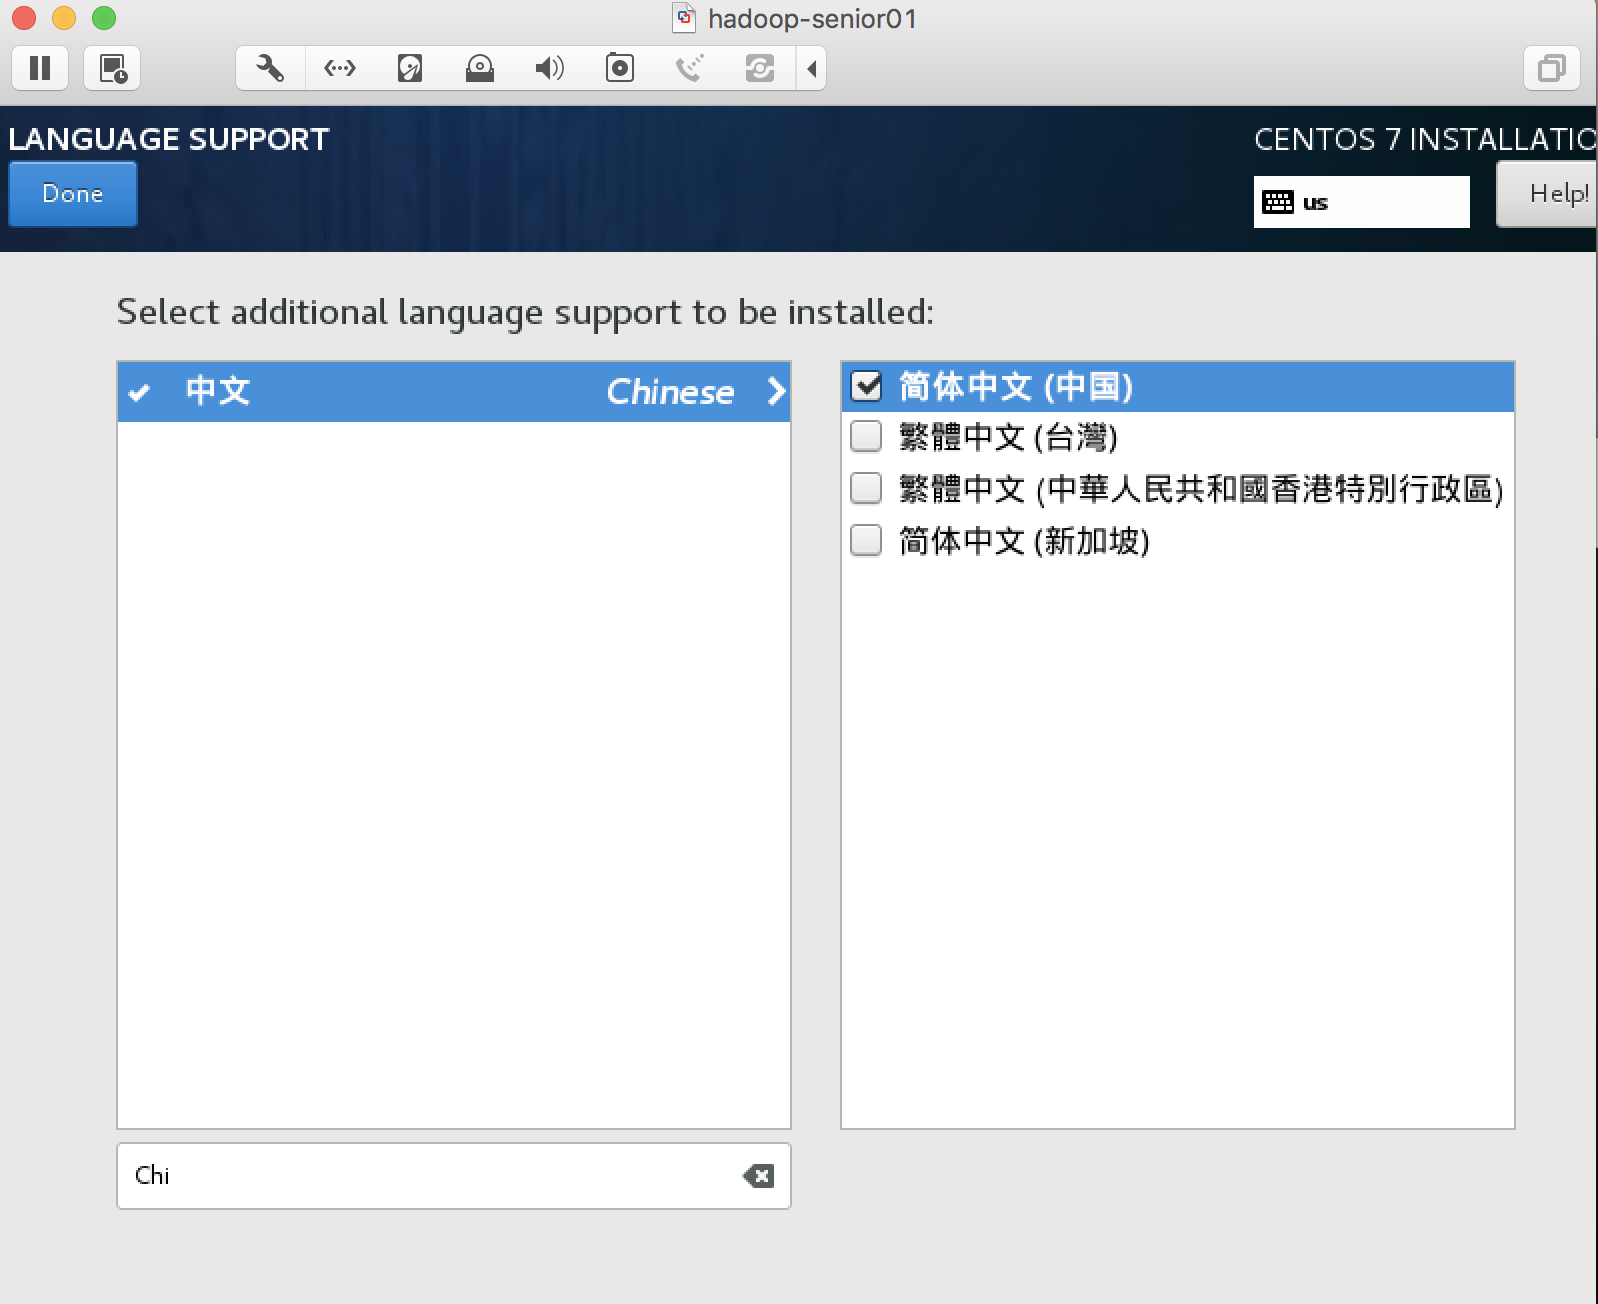 hadoop-senior01
LANGUAGE SUPPORT
CENTOS 7 INSTALLATIO
Done
us
Help!
Select additional language support to be installed:
中文 Chinese
简体中文 (中国)
繁體中文 (台灣)
繁體中文 (中華人民共和國香港特別行政區)
简体中文 (新加坡)
Chi